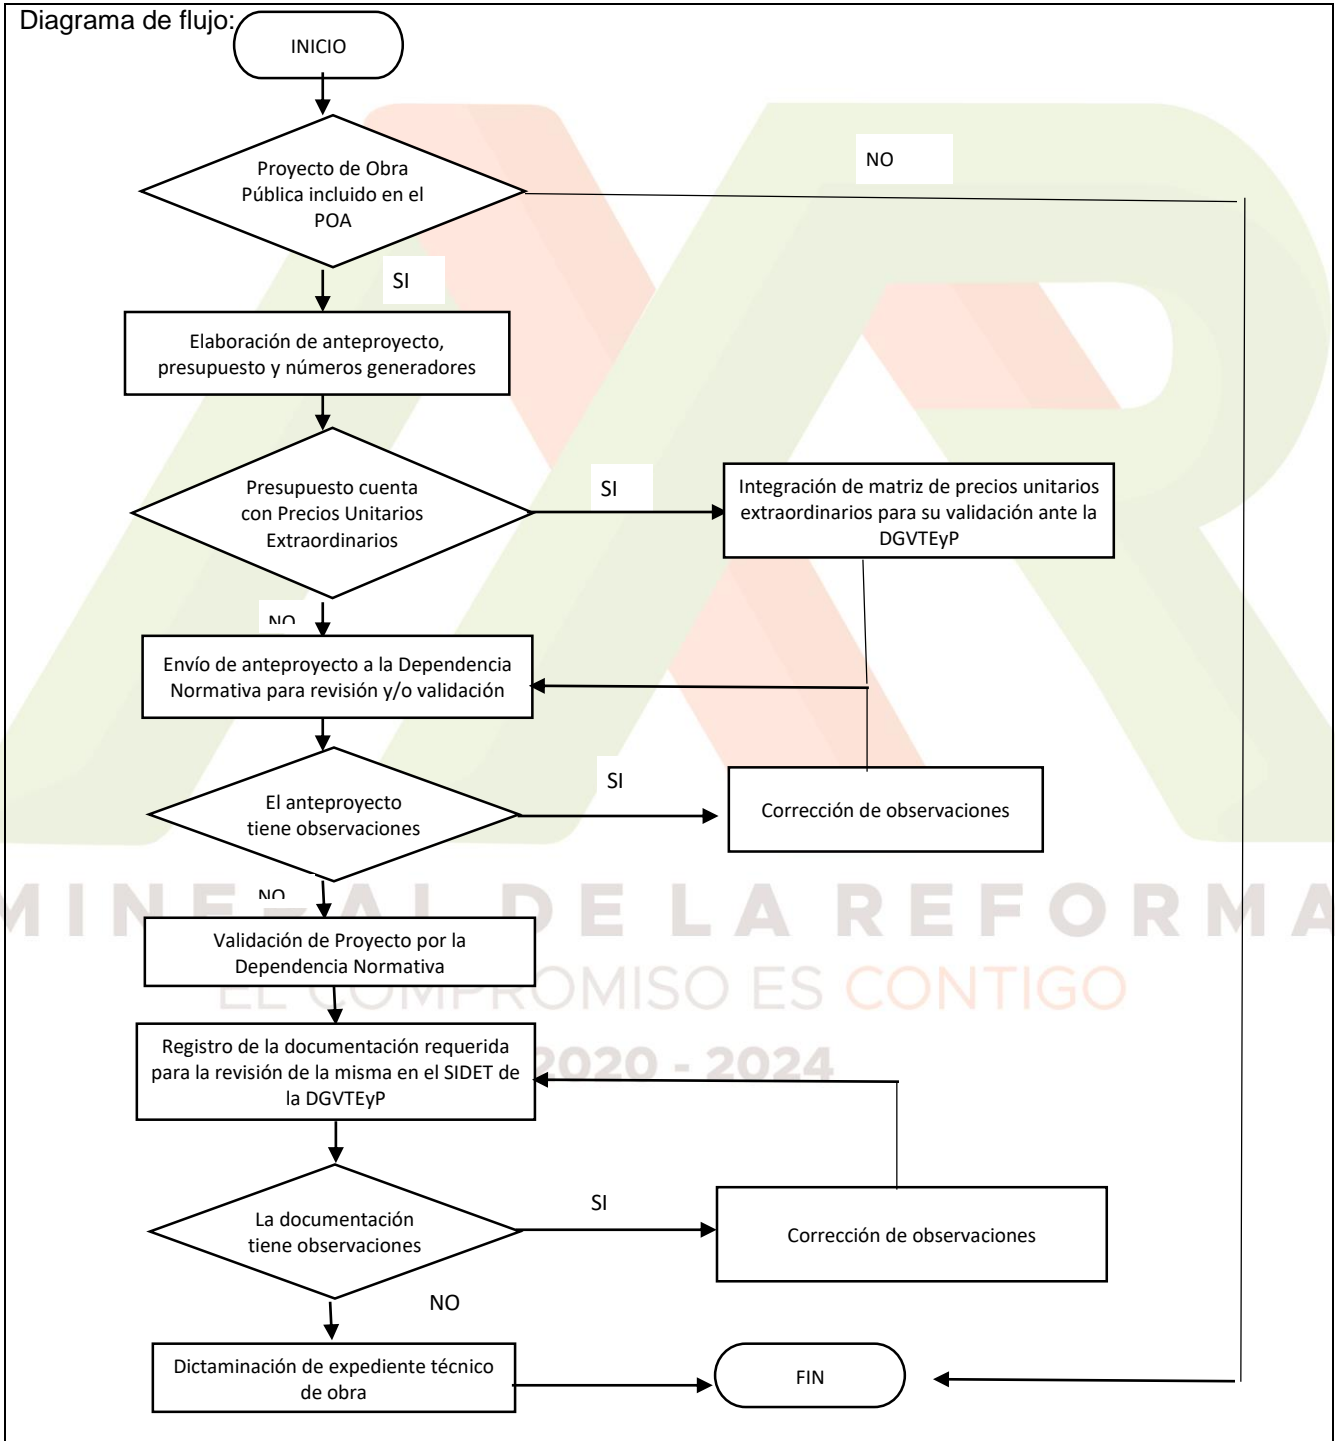 Diagrama de flujo:
INICIO
Proyecto de Obra
Pública incluido en el
POA
NO
SI
Elaboración de anteproyecto,
presupuesto y números generadores
Presupuesto cuenta
con Precios Unitarios
Extraordinarios
SI
Integración de matriz de precios unitarios
extraordinarios para su validación ante la
DGVTEyP
NO
Envío de anteproyecto a la Dependencia
Normativa para revisión y/o validación
El anteproyecto
tiene observaciones
SI
Corrección de observaciones
NO
MINERAL DE LA REFORMA
Validación de Proyecto por la
Dependencia Normativa
EL COMPROMISO ES CONTIGO
Registro de la documentación requerida
para la revisión de la misma en el SIDET de
la DGVTEyP
2020 - 2024
La documentación
tiene observaciones
SI
Corrección de observaciones
NO
Dictaminación de expediente técnico
de obra
FIN